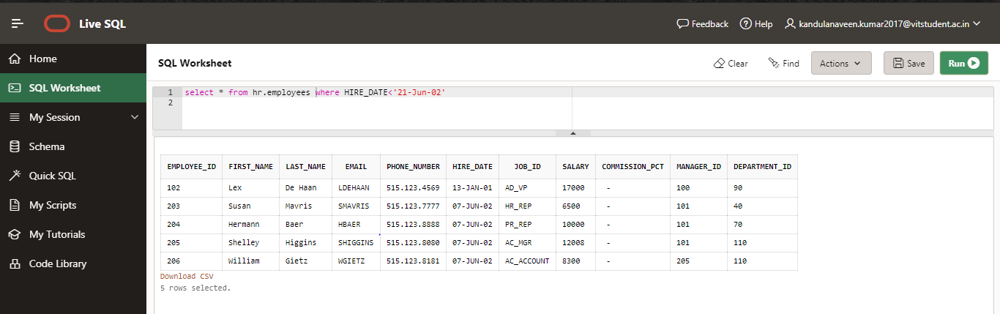 Live SQL
Feedback Help kandulanaveen.kumar2017@vitstudent.ac.in
Home
SQL Worksheet
My Session
Schema
Quick SQL
My Scripts
My Tutorials
Code Library
SQL Worksheet
Clear Find Actions Save Run
1 select * from hr.employees where HIRE_DATE<'21-Jun-02'
2
EMPLOYEE_ID FIRST_NAME LAST_NAME EMAIL PHONE_NUMBER HIRE_DATE JOB_ID SALARY COMMISSION_PCT MANAGER_ID DEPARTMENT_ID
102 Lex De Haan LDEHAAN 515.123.4569 13-JAN-01 AD_VP 17000 - 100 90
203 Susan Mavris SMAVRIS 515.123.7777 07-JUN-02 HR_REP 6500 - 101 40
204 Hermann Baer HBAER 515.123.8888 07-JUN-02 PR_REP 10000 - 101 70
205 Shelley Higgins SHIGGINS 515.123.8080 07-JUN-02 AC_MGR 12008 - 101 110
206 William Gietz WGIETZ 515.123.8181 07-JUN-02 AC_ACCOUNT 8300 - 205 110
Download CSV
5 rows selected.